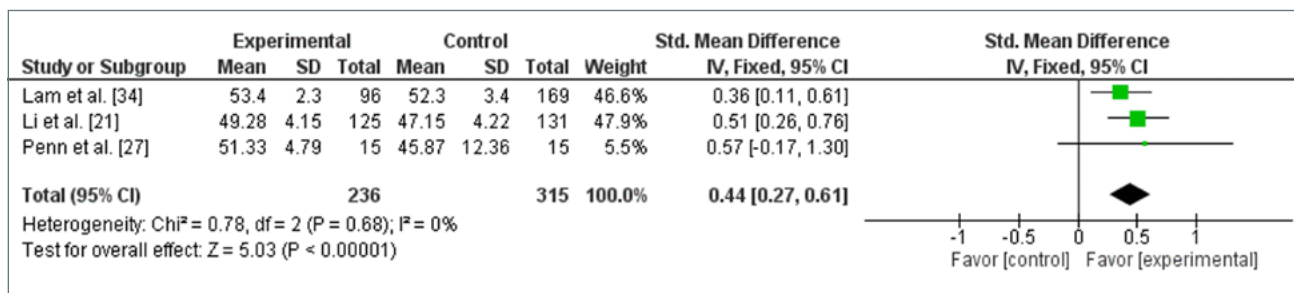 Experimental Control Std. Mean Difference Std. Mean Difference
Study or Subgroup Mean SD Total Mean SD Total Weight IV, Fixed, 95% CI IV, Fixed, 95% CI
Lam et al. [34] 53.4 2.3 96 52.3 3.4 169 46.6% 0.36 [0.11, 0.61]
Li et al. [21] 49.28 4.15 125 47.15 4.22 131 47.9% 0.51 [0.26, 0.76]
Penn et al. [27] 51.33 4.79 15 45.87 12.36 15 5.5% 0.57 [-0.17, 1.30]
Total (95% CI) 236 315 100.0% 0.44 [0.27, 0.61]
Heterogeneity: Chi² = 0.78, df = 2 (P = 0.68); I² = 0%
Test for overall effect: Z = 5.03 (P < 0.00001)
-1 -0.5 0 0.5 1
Favor [control] Favor [experimental]